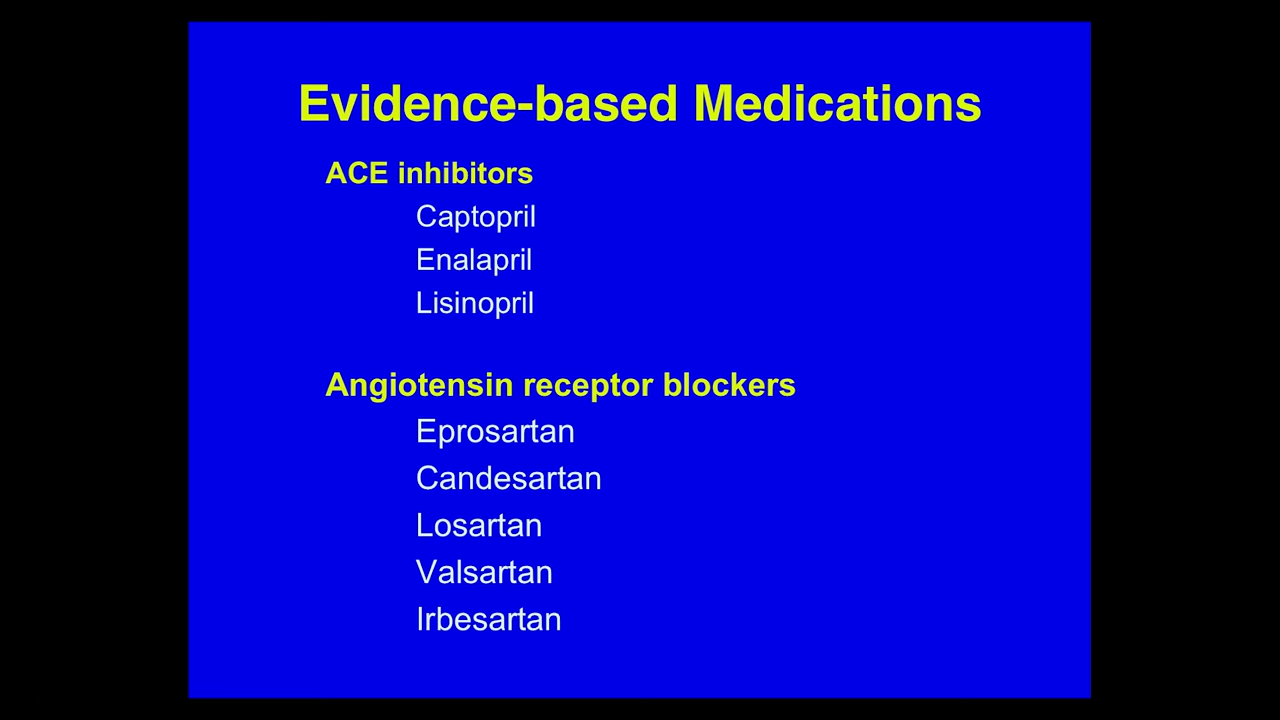 Evidence-based Medications
ACE inhibitors
Captopril
Enalapril
Lisinopril
Angiotensin receptor blockers
Eprosartan
Candesartan
Losartan
Valsartan
Irbesartan